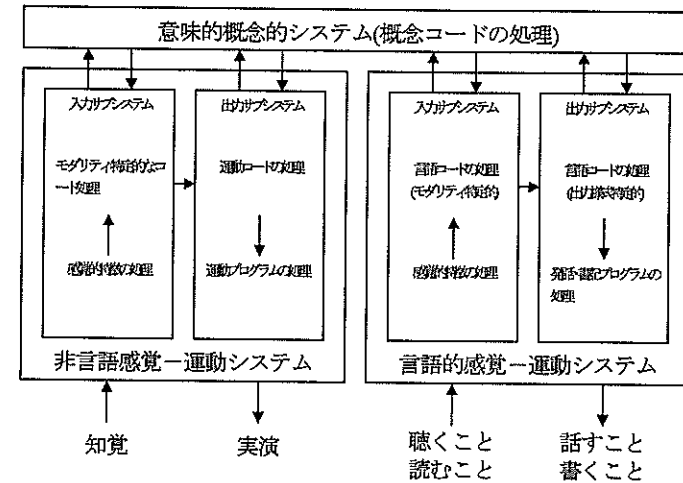 意味的概念的システム(概念コードの処理)
入力サブシステム
モダリティ特定的なコ
ード処理
感覚的特徴の処理
出力サブシステム
運動コードの処理
運動プログラムの処理
非言語感覚－運動システム
入力サブシステム
言語コードの処理
(モダリティ特定的)
感覚的特徴の処理
出力サブシステム
言語コードの処理
(出力様式特定的)
発話・書記プログラムの
処理
言語的感覚－運動システム
知覚
実演
聴くこと
読むこと
話すこと
書くこと